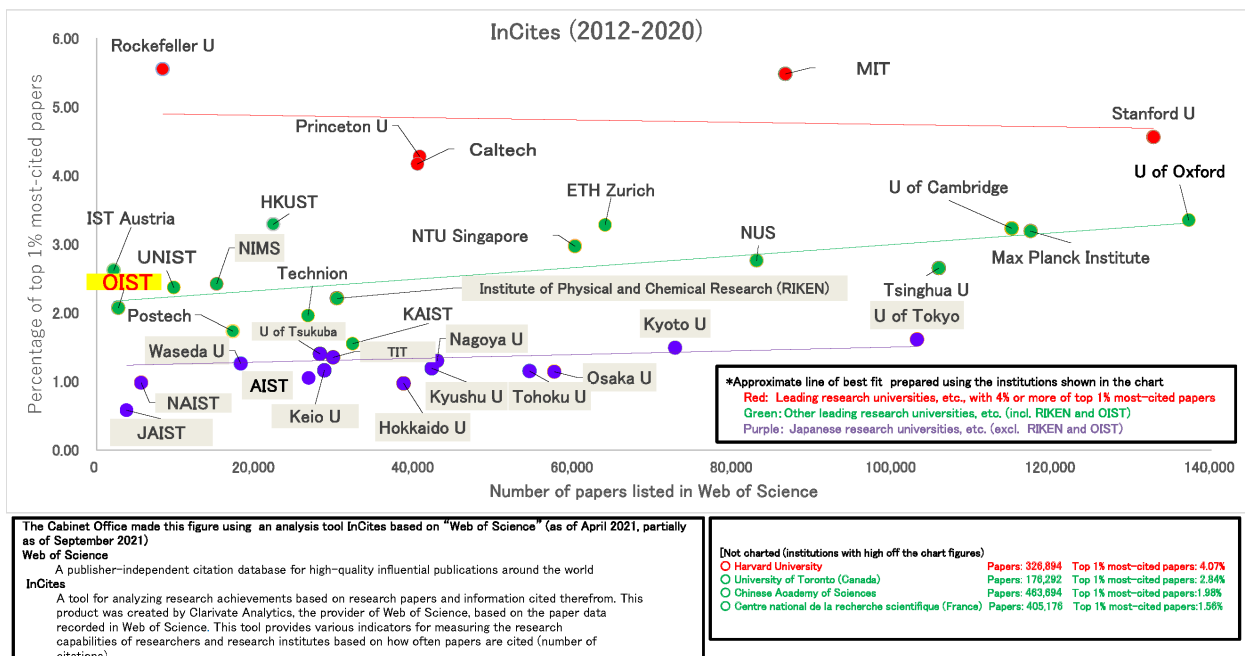 InCites (2012-2020)
6.00
5.00
4.00
3.00
2.00
1.00
0.00
Percentage of top 1% most-cited papers
Rockefeller U
MIT
Stanford U
Princeton U
Caltech
U of Oxford
U of Cambridge
ETH Zurich
HKUST
IST Austria
NTU Singapore
NUS
NIMS
UNIST
Max Planck Institute
OIST
Technion
Institute of Physical and Chemical Research (RIKEN)
Tsinghua U
Postech
KAIST
U of Tokyo
Kyoto U
U of Tsukuba
Nagoya U
Waseda U
TIT
AIST
Osaka U
NAIST
Keio U
Kyushu U
Tohoku U
JAIST
Hokkaido U
*Approximate line of best fit prepared using the institutions shown in the chart
Red: Leading research universities, etc., with 4% or more of top 1% most-cited papers
Green: Other leading research universities, etc. (incl. RIKEN and OIST)
Purple: Japanese research universities, etc. (excl. RIKEN and OIST)
0
20,000
40,000
60,000
80,000
100,000
120,000
140,000
Number of papers listed in Web of Science
The Cabinet Office made this figure using an analysis tool InCites based on “Web of Science” (as of April 2021, partially
as of September 2021)
Web of Science
A publisher-independent citation database for high-quality influential publications around the world
InCites
A tool for analyzing research achievements based on research papers and information cited therefrom. This
product was created by Clarivate Analytics, the provider of Web of Science, based on the paper data
recorded in Web of Science. This tool provides various indicators for measuring the research
capabilities of researchers and research institutes based on how often papers are cited (number of
citations)
[Not charted (institutions with high off the chart figures)
Harvard University Papers: 326,894 Top 1% most-cited papers: 4.07%
University of Toronto (Canada) Papers: 176,292 Top 1% most-cited papers: 2.84%
Chinese Academy of Sciences Papers: 463,694 Top 1% most-cited papers:1.98%
Centre national de la recherche scientifique (France) Papers: 405,176 Top 1% most-cited papers:1.56%